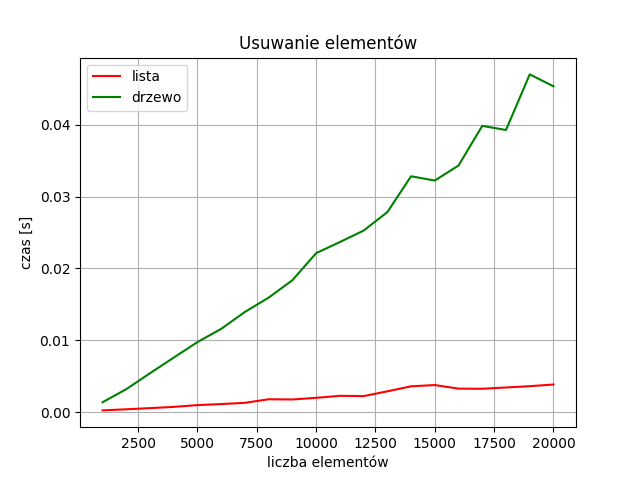 Usuwanie elementów
lista
drzewo
czas [s]
0.04
0.03
0.02
0.01
0.00
2500 5000 7500 10000 12500 15000 17500 20000
liczba elementów